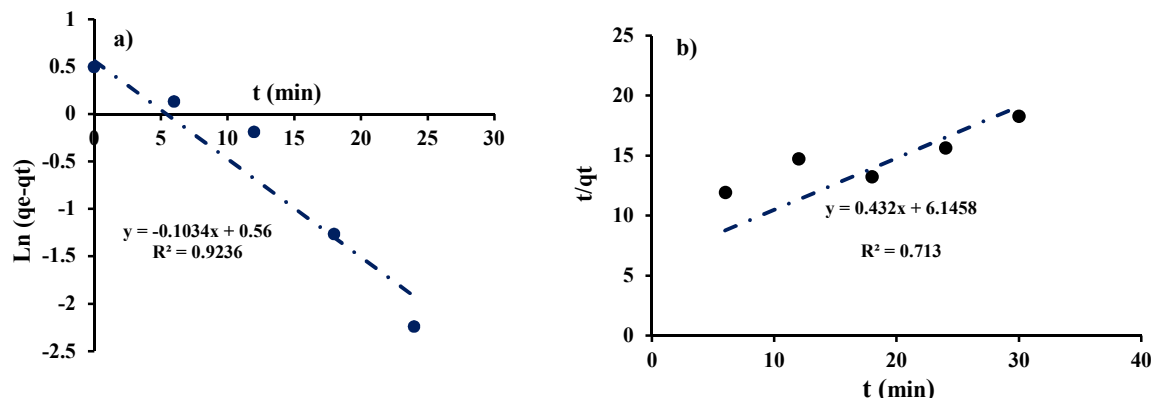 a)
Ln (qe-qt)
1
0.5
0
-0.5
-1
-1.5
-2
-2.5
t (min)
0 5 10 15 20 25 30
y = -0.1034x + 0.56
R² = 0.9236
b)
t/qt
25
20
15
10
5
0
y = 0.432x + 6.1458
R² = 0.713
0 10 20 30 40
t (min)